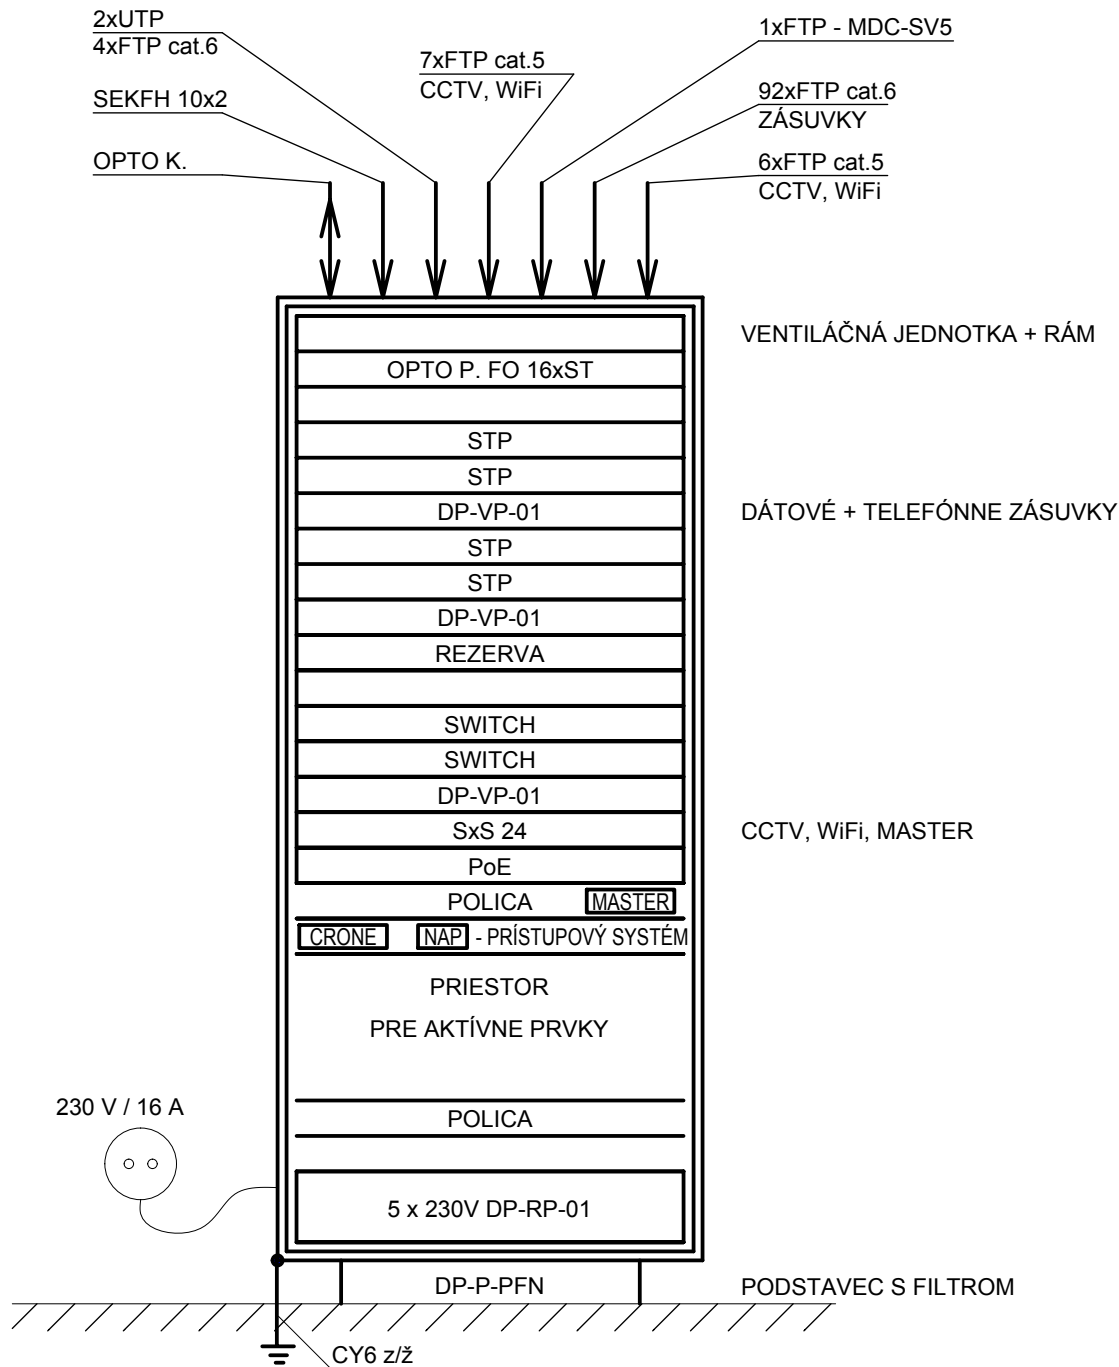 2xUTP
4xFTP cat.6
SEKFH 10x2
OPTO K.
7xFTP cat.5
CCTV, WiFi
1xFTP - MDC-SV5
92xFTP cat.6
ZÁSUVKY
6xFTP cat.5
CCTV, WiFi
VENTILÁČNÁ JEDNOTKA + RÁM
OPTO P. FO 16xST
STP
STP
DP-VP-01 DÁTOVÉ + TELEFÓNNE ZÁSUVKY
STP
STP
DP-VP-01
REZERVA
SWITCH
SWITCH
DP-VP-01
SxS 24 CCTV, WiFi, MASTER
PoE
POLICA MASTER
CRONE NAP - PRÍSTUPOVÝ SYSTÉM
PRIESTOR
PRE AKTÍVNE PRVKY
230 V / 16 A
POLICA
5 x 230V DP-RP-01
DP-P-PFN PODSTAVEC S FILTROM
CY6 z/ž